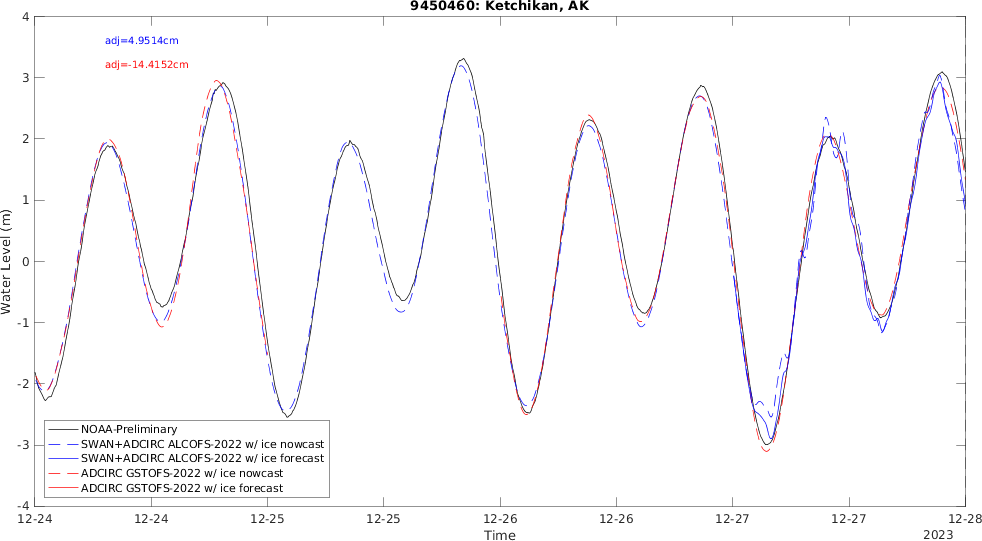 9450460: Ketchikan, AK
adj=4.9514cm
adj=-14.4152cm
4
3
2
1
0
-1
-2
-3
-4
Water Level (m)
NOAA-Preliminary
SWAN+ADCIRC ALCOFS-2022 w/ ice nowcast
SWAN+ADCIRC ALCOFS-2022 w/ ice forecast
ADCIRC GSTOFS-2022 w/ ice nowcast
ADCIRC GSTOFS-2022 w/ ice forecast
12-24 12-24 12-25 12-25 12-26 12-26 12-27 12-27 12-28
Time
2023